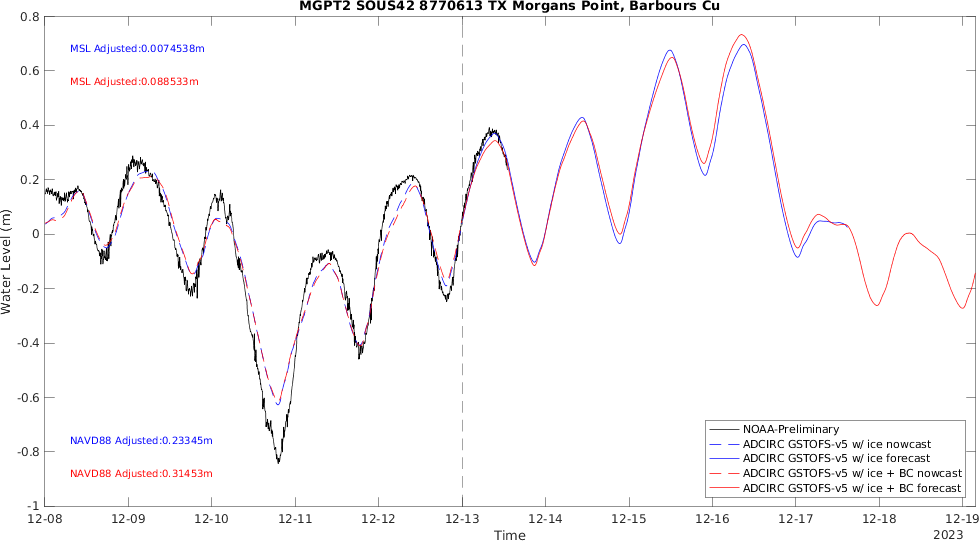 MGPT2 SOUS42 8770613 TX Morgans Point, Barbours Cu
0.8
0.6
0.4
0.2
0
-0.2
-0.4
-0.6
-0.8
-1
Water Level (m)
MSL Adjusted:0.0074538m
MSL Adjusted:0.088533m
NAVD88 Adjusted:0.23345m
NAVD88 Adjusted:0.31453m
NOAA-Preliminary
ADCIRC GSTOFS-v5 w/ ice nowcast
ADCIRC GSTOFS-v5 w/ ice forecast
ADCIRC GSTOFS-v5 w/ ice + BC nowcast
ADCIRC GSTOFS-v5 w/ ice + BC forecast
12-08 12-09 12-10 12-11 12-12 12-13 12-14 12-15 12-16 12-17 12-18 12-19
Time
2023